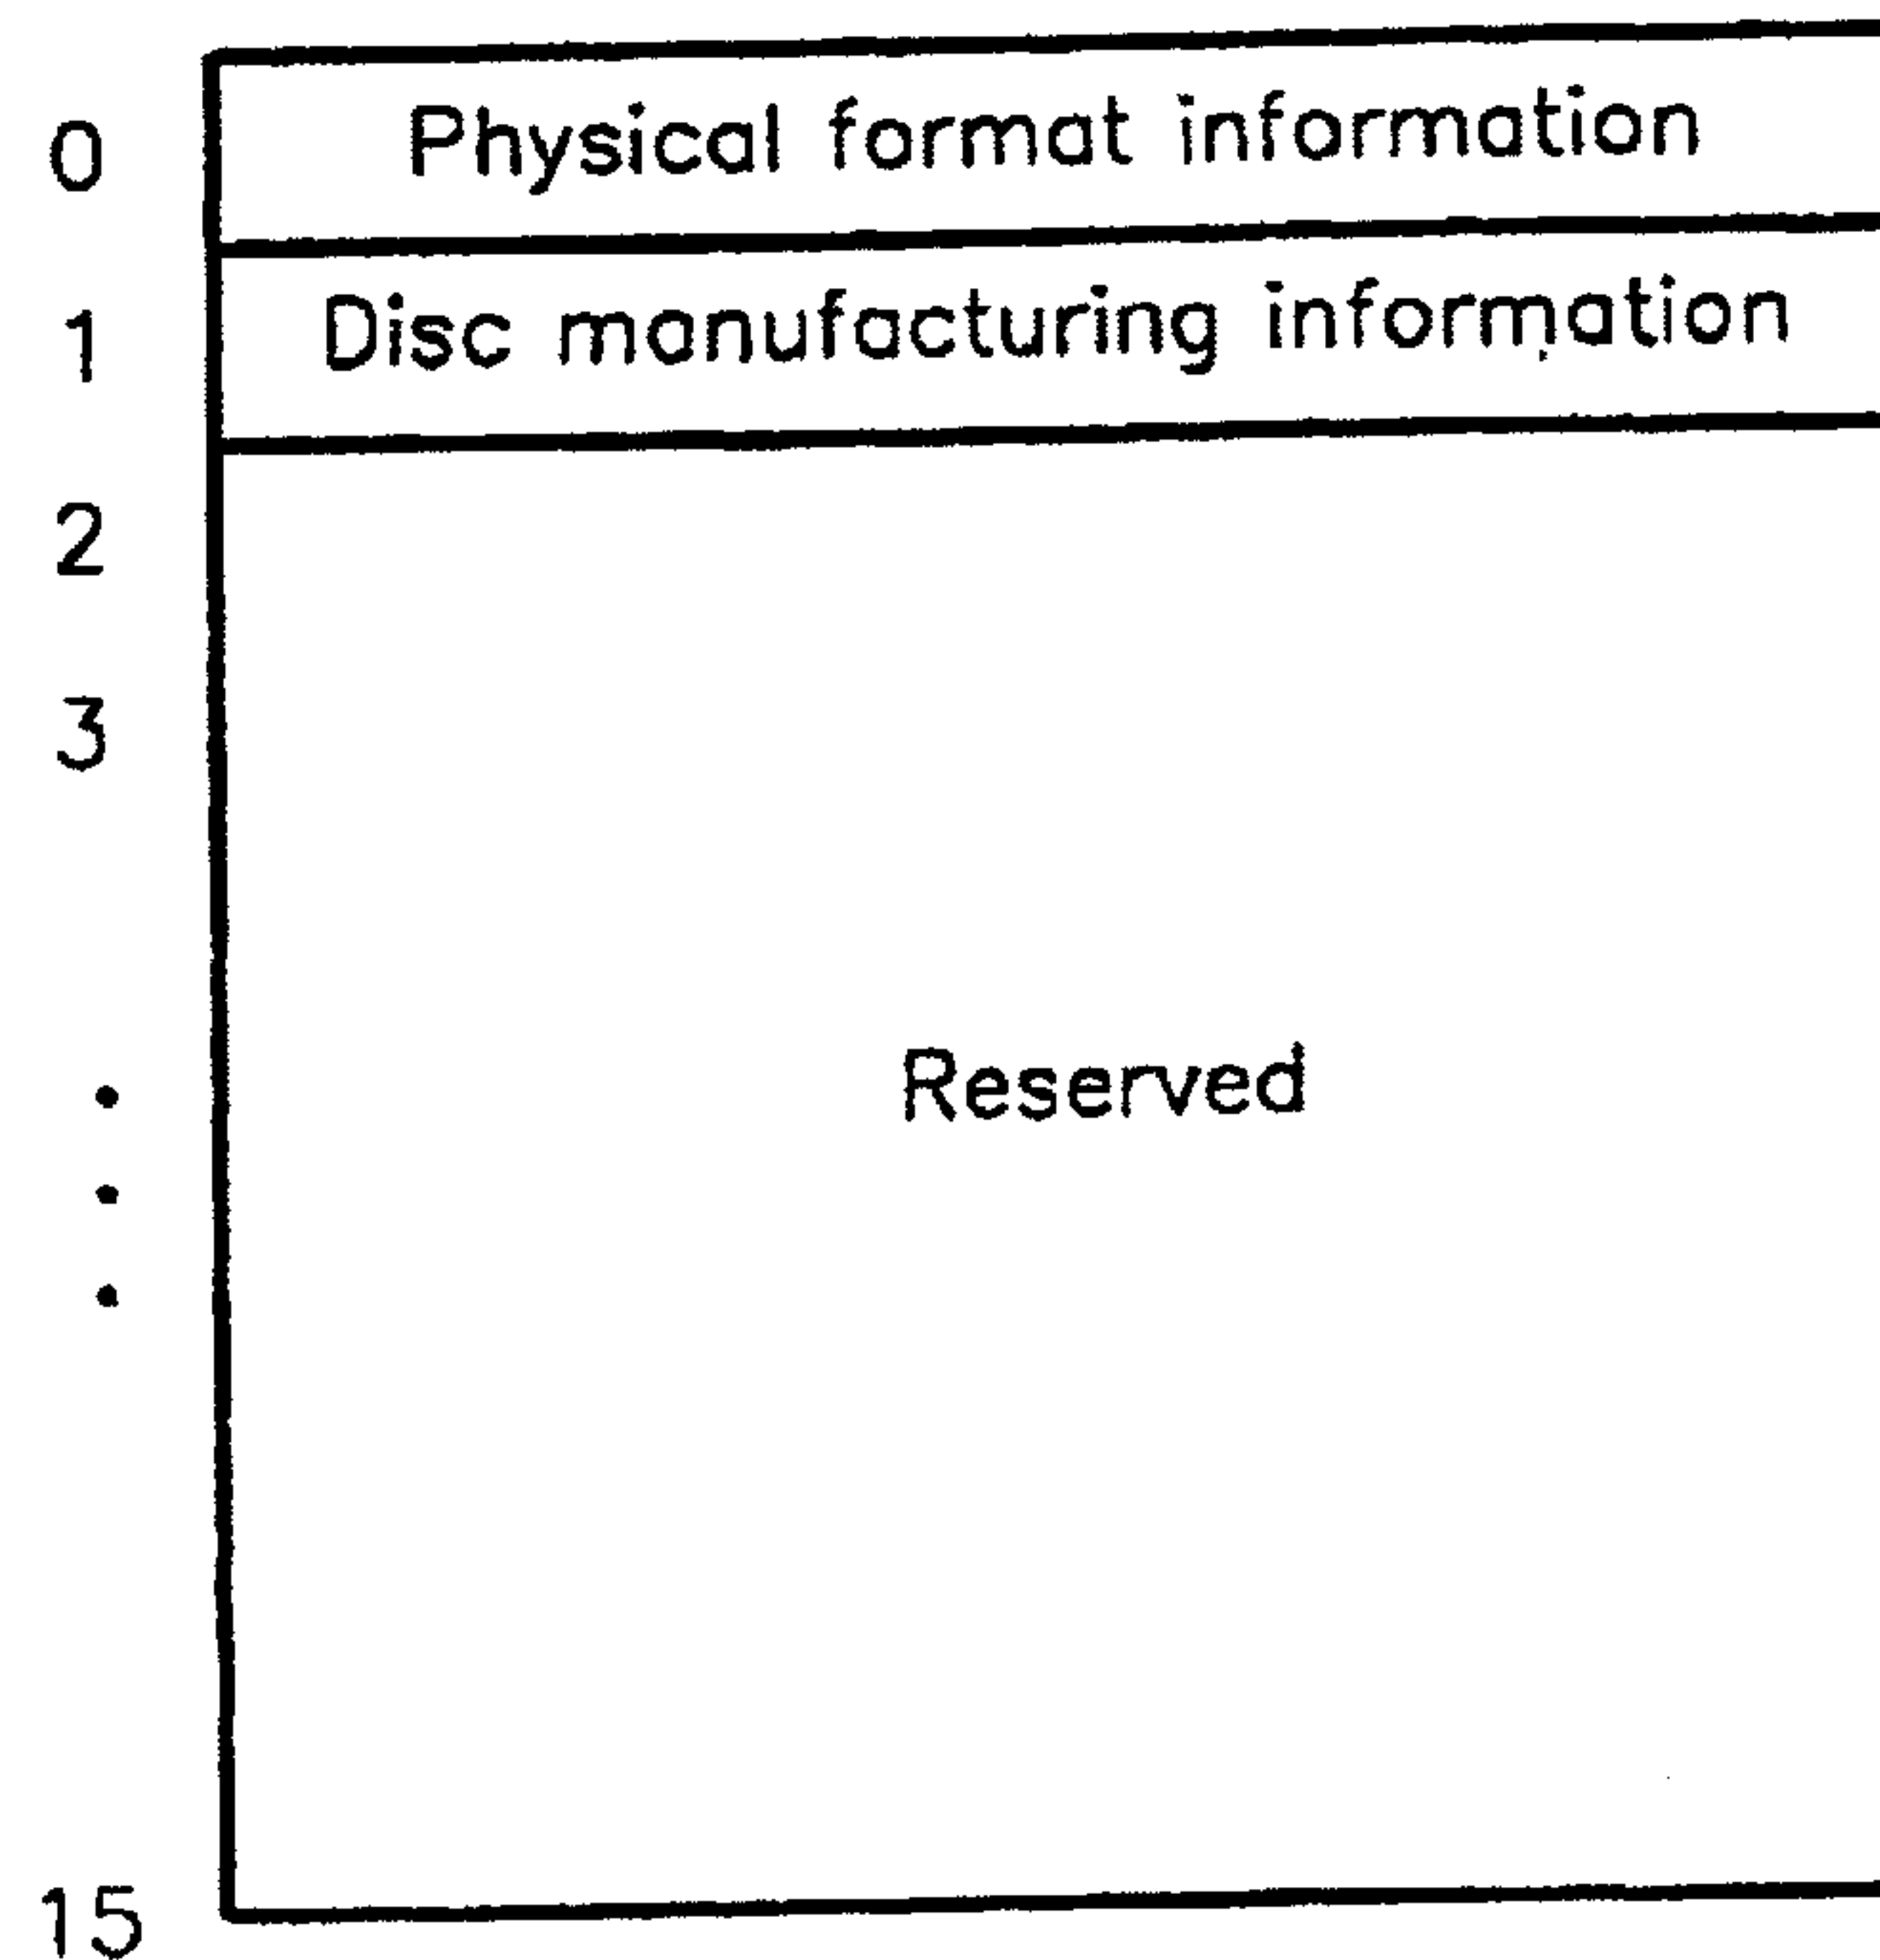 0 Physical format information
1 Disc manufacturing information
2
3
Reserved
15